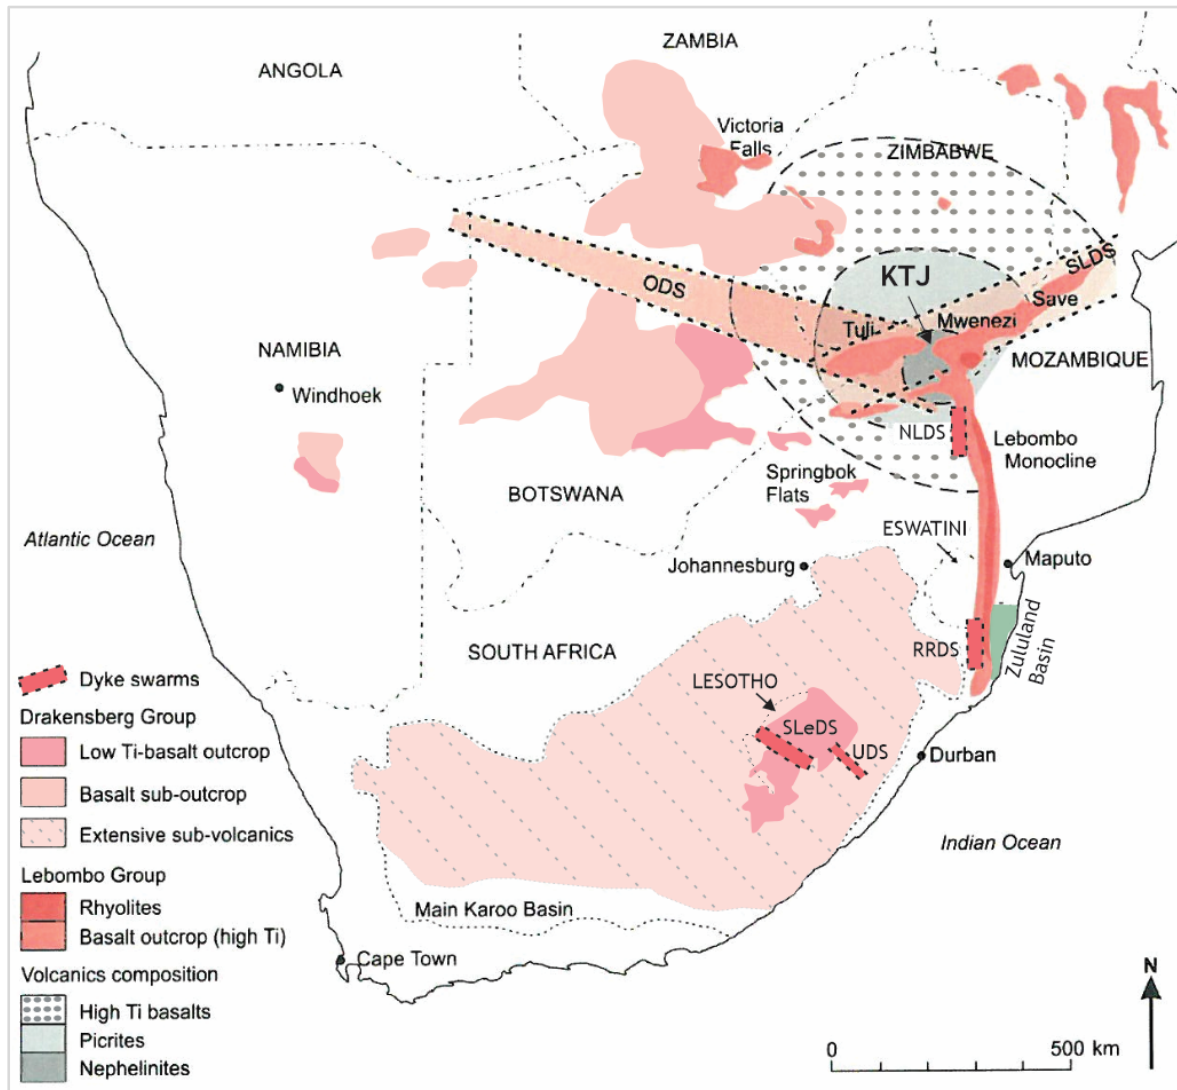 ANGOLA
ZAMBIA
Victoria
Falls
ZIMBABWE
SLDS
KTJ
ODS
Save
Tuli
Mwenezi
NAMIBIA
MOZAMBIQUE
Windhoek
NLDS
Lebombo
Monocline
Springbok
Flats
BOTSWANA
ESWATINI
Atlantic Ocean
Johannesburg
Maputo
Zululand
Basin
SOUTH AFRICA
RRDS
LESOTHO
SLeDS
UDS
Durban
Indian Ocean
Main Karoo Basin
Cape Town
Dyke swarms
Drakensberg Group
Low Ti-basalt outcrop
Basalt sub-outcrop
Extensive sub-volcanics
Lebombo Group
Rhyolites
Basalt outcrop (high Ti)
Volcanics composition
High Ti basalts
Picrites
Nephelinites
N
0 500 km